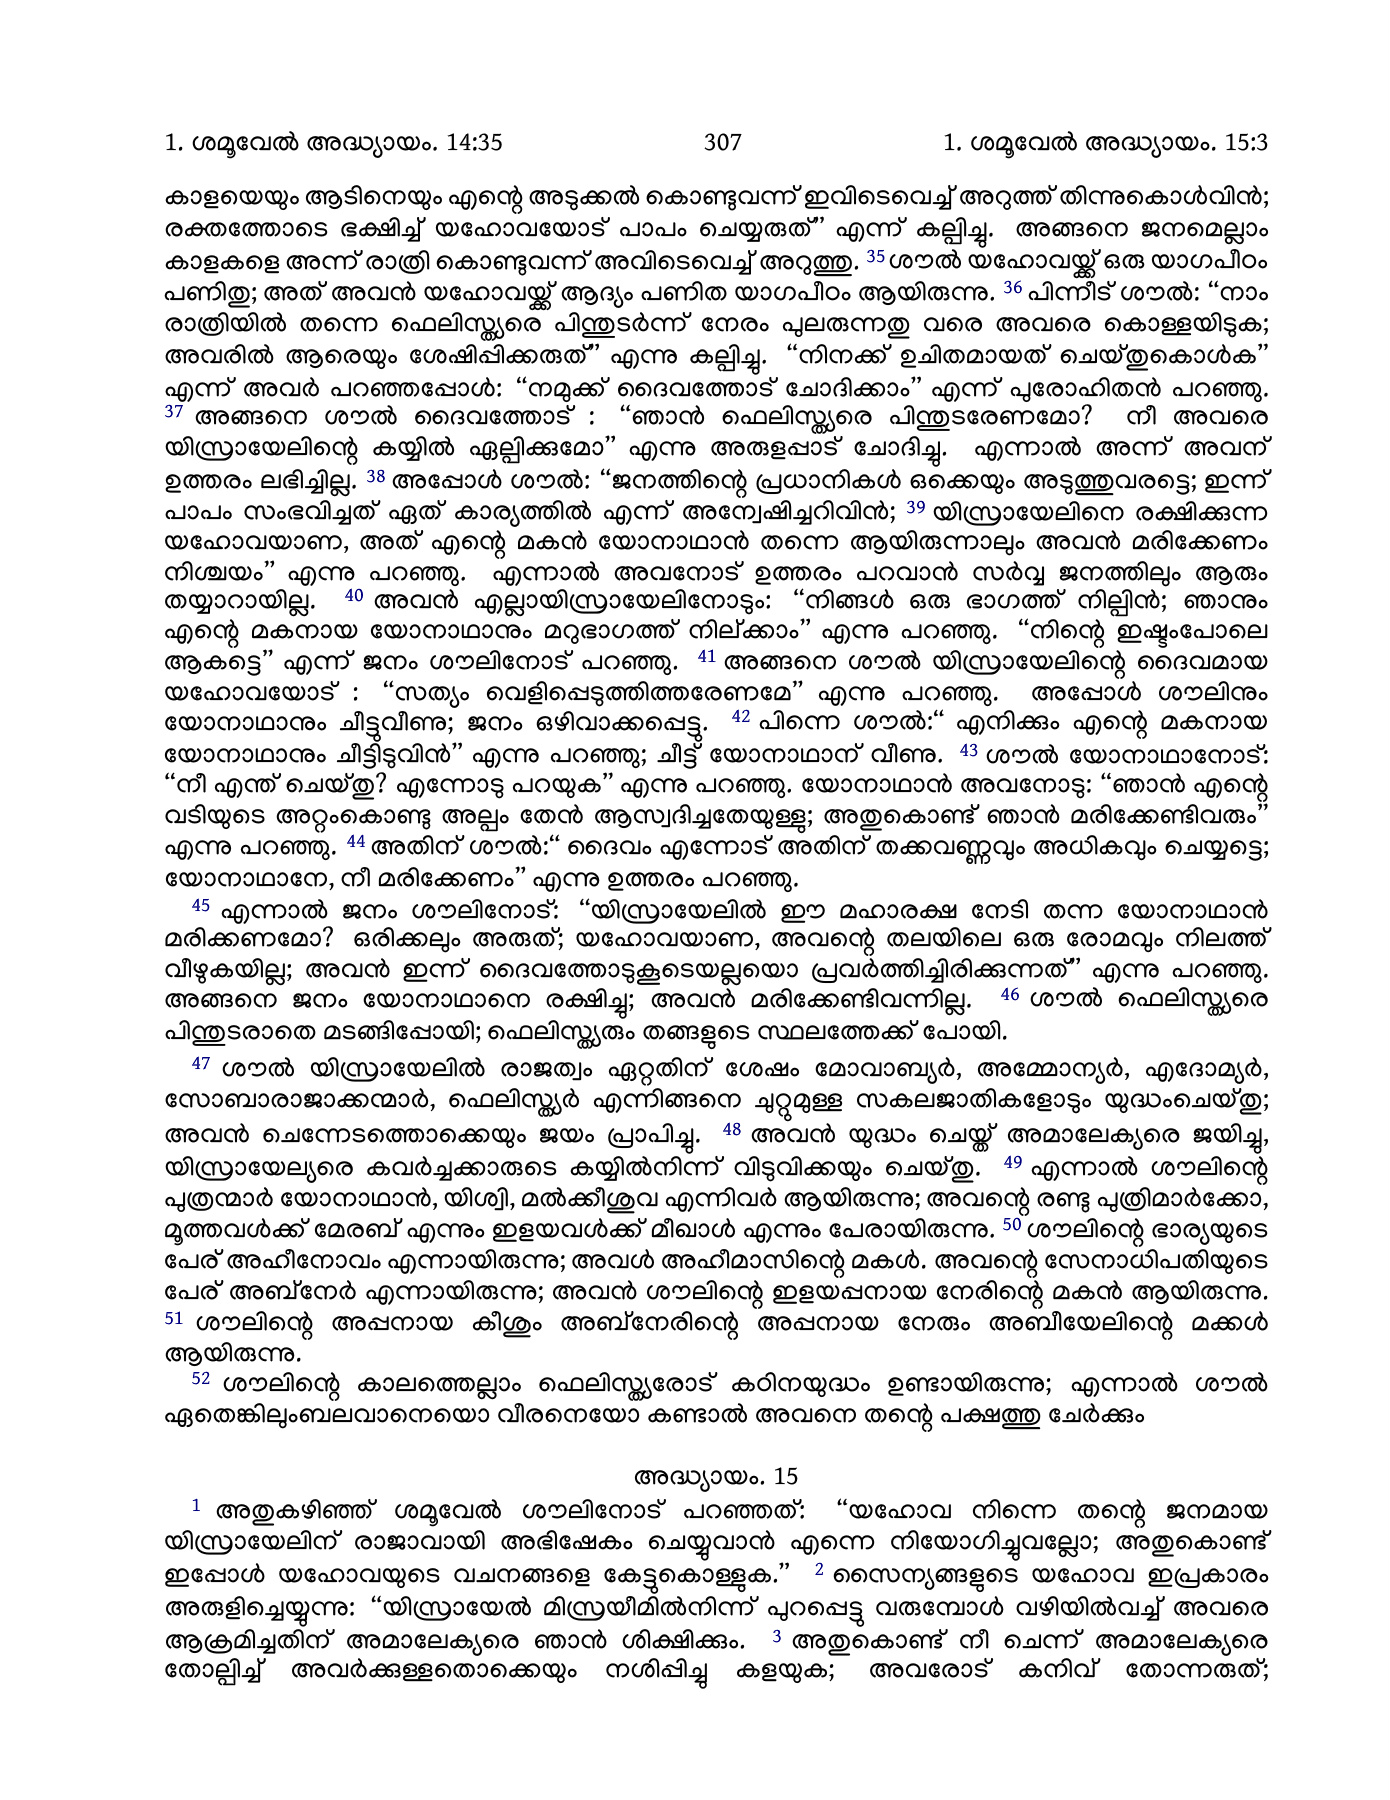 1. ശമൂവേൽ അദ്ധ്യായം. 14:35 307 1. ശമൂവേൽ അദ്ധ്യായം. 15:3
കാളയെയും ആടിനെയും എന്റെ അടുക്കൽ കൊണ്ടുവന്ന് ഇവിടെവെച്ച് അറുത്ത് തിന്നുകൊൾവിൻ;
രക്തത്തോടെ ഭക്ഷിച്ച് യഹോവയോട് പാപം ചെയ്യരുത്” എന്ന് കല്പിച്ചു. അങ്ങനെ ജനമെല്ലാം
കാളകളെ അന്ന് രാത്രി കൊണ്ടുവന്ന് അവിടെവെച്ച് അറുത്തു. 35 ശൗൽ യഹോവയ്ക്ക് ഒരു യാഗപീഠം
പണിതു; അത് അവൻ യഹോവയ്ക്ക് ആദ്യം പണിത യാഗപീഠം ആയിരുന്നു. 36 പിന്നീട് ശൗൽ: “നാം
രാത്രിയിൽ തന്നെ ഫെലിസ്ത്യരെ പിന്തുടർന്ന് നേരം പുലരുന്നതു വരെ അവരെ കൊള്ളയിടുക;
അവരിൽ ആരെയും ശേഷിപ്പിക്കരുത്” എന്നു കല്പിച്ചു. “നിനക്ക് ഉചിതമായത് ചെയ്തുകൊൾക”
എന്ന് അവർ പറഞ്ഞപ്പോൾ: “നമുക്ക് ദൈവത്തോട് ചോദിക്കാം” എന്ന് പുരോഹിതൻ പറഞ്ഞു.
37 അങ്ങനെ ശൗൽ ദൈവത്തോട് : “ഞാൻ ഫെലിസ്ത്യരെ പിന്തുടരേണമോ? നീ അവരെ
യിസ്രായേലിന്റെ കയ്യിൽ ഏല്പിക്കുമോ” എന്നു അരുളപ്പാട് ചോദിച്ചു. എന്നാൽ അന്ന് അവന്
ഉത്തരം ലഭിച്ചില്ല. 38 അപ്പോൾ ശൗൽ: “ജനത്തിന്റെ പ്രധാനികൾ ഒക്കെയും അടുത്തുവരട്ടെ; ഇന്ന്
പാപം സംഭവിച്ചത് ഏത് കാര്യത്തിൽ എന്ന് അന്വേഷിച്ചറിവിൻ; 39 യിസ്രായേലിനെ രക്ഷിക്കുന്ന
യഹോവയാണ, അത് എന്റെ മകൻ യോനാഥാൻ തന്നെ ആയിരുന്നാലും അവൻ മരിക്കേണം
നിശ്ചയം” എന്നു പറഞ്ഞു. എന്നാൽ അവനോട് ഉത്തരം പറവാൻ സർവ്വ ജനത്തിലും ആരും
തയ്യാറായില്ല. 40 അവൻ എല്ലായിസ്രായേലിനോടും: “നിങ്ങൾ ഒരു ഭാഗത്ത് നില്പിൻ; ഞാനും
എന്റെ മകനായ യോനാഥാനും മറുഭാഗത്ത് നില്ക്കാം” എന്നു പറഞ്ഞു. “നിന്റെ ഇഷ്ടംപോലെ
ആകട്ടെ” എന്ന് ജനം ശൗലിനോട് പറഞ്ഞു. 41 അങ്ങനെ ശൗൽ യിസ്രായേലിന്റെ ദൈവമായ
യഹോവയോട് : “സത്യം വെളിപ്പെടുത്തിത്തരേണമേ” എന്നു പറഞ്ഞു. അപ്പോൾ ശൗലിനും
യോനാഥാനും ചീട്ടുവീണു; ജനം ഒഴിവാക്കപ്പെട്ടു. 42 പിന്നെ ശൗൽ:“ എനിക്കും എന്റെ മകനായ
യോനാഥാനും ചീട്ടിടുവിൻ” എന്നു പറഞ്ഞു; ചീട്ട് യോനാഥാന് വീണു. 43 ശൗൽ യോനാഥാനോട്:
“നീ എന്ത് ചെയ്തു? എന്നോടു പറയുക” എന്നു പറഞ്ഞു. യോനാഥാൻ അവനോടു: “ഞാൻ എന്റെ
വടിയുടെ അറ്റംകൊണ്ടു അല്പം തേൻ ആസ്വദിച്ചതേയുള്ളു; അതുകൊണ്ട് ഞാൻ മരിക്കേണ്ടിവരും”
എന്നു പറഞ്ഞു. 44 അതിന് ശൗൽ:“ ദൈവം എന്നോട് അതിന് തക്കവണ്ണവും അധികവും ചെയ്യട്ടെ;
യോനാഥാനേ, നീ മരിക്കേണം” എന്നു ഉത്തരം പറഞ്ഞു.
45 എന്നാൽ ജനം ശൗലിനോട്: “യിസ്രായേലിൽ ഈ മഹാരക്ഷ നേടി തന്ന യോനാഥാൻ
മരിക്കണമോ? ഒരിക്കലും അരുത്; യഹോവയാണ, അവന്റെ തലയിലെ ഒരു രോമവും നിലത്ത്
വീഴുകയില്ല; അവൻ ഇന്ന് ദൈവത്തോടുകൂടെയല്ലയൊ പ്രവർത്തിച്ചിരിക്കുന്നത്” എന്നു പറഞ്ഞു.
അങ്ങനെ ജനം യോനാഥാനെ രക്ഷിച്ചു; അവൻ മരിക്കേണ്ടിവന്നില്ല. 46 ശൗൽ ഫെലിസ്ത്യരെ
പിന്തുടരാതെ മടങ്ങിപ്പോയി; ഫെലിസ്ത്യരും തങ്ങളുടെ സ്ഥലത്തേക്ക് പോയി.
47 ശൗൽ യിസ്രായേലിൽ രാജത്വം ഏറ്റതിന് ശേഷം മോവാബ്യർ, അമ്മോന്യർ, എദോമ്യർ,
സോബാരാജാക്കന്മാർ, ഫെലിസ്ത്യർ എന്നിങ്ങനെ ചുറ്റുമുള്ള സകലജാതികളോടും യുദ്ധംചെയ്തു;
അവൻ ചെന്നേടത്തൊക്കെയും ജയം പ്രാപിച്ചു. 48 അവൻ യുദ്ധം ചെയ്ത് അമാലേക്യരെ ജയിച്ചു,
യിസ്രായേല്യരെ കവർച്ചക്കാരുടെ കയ്യിൽനിന്ന് വിടുവിക്കയും ചെയ്തു. 49 എന്നാൽ ശൗലിന്റെ
പുത്രന്മാർ യോനാഥാൻ, യിശ്വി, മൽക്കീശുവ എന്നിവർ ആയിരുന്നു; അവന്റെ രണ്ടു പുത്രിമാർക്കോ,
മൂത്തവൾക്ക് മേരബ് എന്നും ഇളയവൾക്ക് മീഖാൾ എന്നും പേരായിരുന്നു. 50 ശൗലിന്റെ ഭാര്യയുടെ
പേര് അഹീനോവം എന്നായിരുന്നു; അവൾ അഹീമാസിന്റെ മകൾ. അവന്റെ സേനാധിപതിയുടെ
പേര് അബ്നേർ എന്നായിരുന്നു; അവൻ ശൗലിന്റെ ഇളയപ്പനായ നേരിന്റെ മകൻ ആയിരുന്നു.
51 ശൗലിന്റെ അപ്പനായ കീശും അബ്നേരിന്റെ അപ്പനായ നേരും അബീയേലിന്റെ മക്കൾ
ആയിരുന്നു.
52 ശൗലിന്റെ കാലത്തെല്ലാം ഫെലിസ്ത്യരോട് കഠിനയുദ്ധം ഉണ്ടായിരുന്നു; എന്നാൽ ശൗൽ
ഏതെങ്കിലുംബലവാനെയൊ വീരനെയോ കണ്ടാൽ അവനെ തന്റെ പക്ഷത്തു ചേർക്കും
അദ്ധ്യായം. 15
1 അതുകഴിഞ്ഞ് ശമൂവേൽ ശൗലിനോട് പറഞ്ഞത്: “യഹോവ നിന്നെ തന്റെ ജനമായ
യിസ്രായേലിന് രാജാവായി അഭിഷേകം ചെയ്യുവാൻ എന്നെ നിയോഗിച്ചുവല്ലോ; അതുകൊണ്ട്
ഇപ്പോൾ യഹോവയുടെ വചനങ്ങളെ കേട്ടുകൊള്ളുക.” 2 സൈന്യങ്ങളുടെ യഹോവ ഇപ്രകാരം
അരുളിച്ചെയ്യുന്നു: “യിസ്രായേൽ മിസ്രയീമിൽനിന്ന് പുറപ്പെട്ടു വരുമ്പോൾ വഴിയിൽവച്ച് അവരെ
ആക്രമിച്ചതിന് അമാലേക്യരെ ഞാൻ ശിക്ഷിക്കും. 3 അതുകൊണ്ട് നീ ചെന്ന് അമാലേക്യരെ
തോല്പിച്ച് അവർക്കുള്ളതൊക്കെയും നശിപ്പിച്ചു കളയുക; അവരോട് കനിവ് തോന്നരുത്;